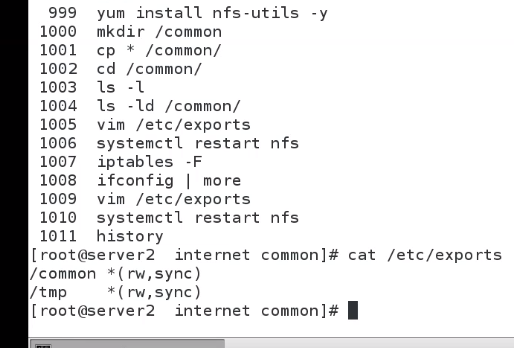 999  yum install nfs-utils -y
1000  mkdir /common
1001  cp * /common/
1002  cd /common/
1003  ls -l
1004  ls -ld /common/
1005  vim /etc/exports
1006  systemctl restart nfs
1007  iptables -F
1008  ifconfig | more
1009  vim /etc/exports
1010  systemctl restart nfs
1011  history
[root@server2  internet common]# cat /etc/exports
/common *(rw,sync)
/tmp    *(rw,sync)
[root@server2  internet common]#